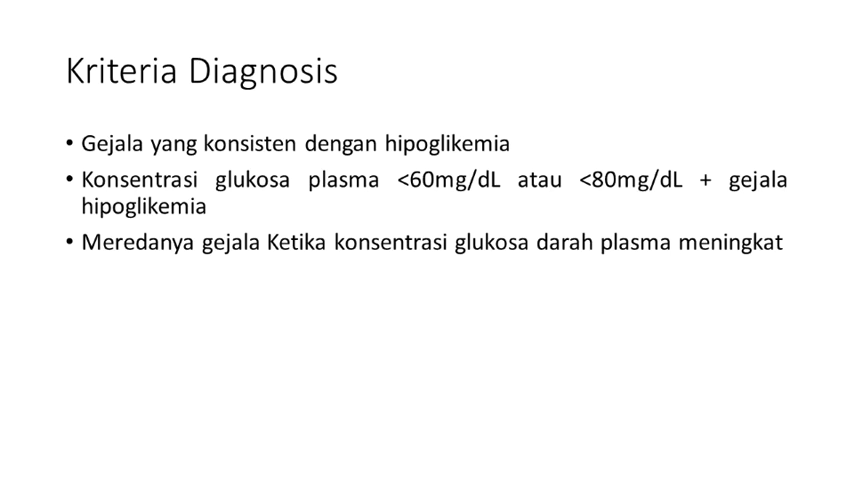 Kriteria Diagnosis
• Gejala yang konsisten dengan hipoglikemia
• Konsentrasi glukosa plasma <60mg/dL atau <80mg/dL + gejala
hipoglikemia
• Meredanya gejala Ketika konsentrasi glukosa darah plasma meningkat